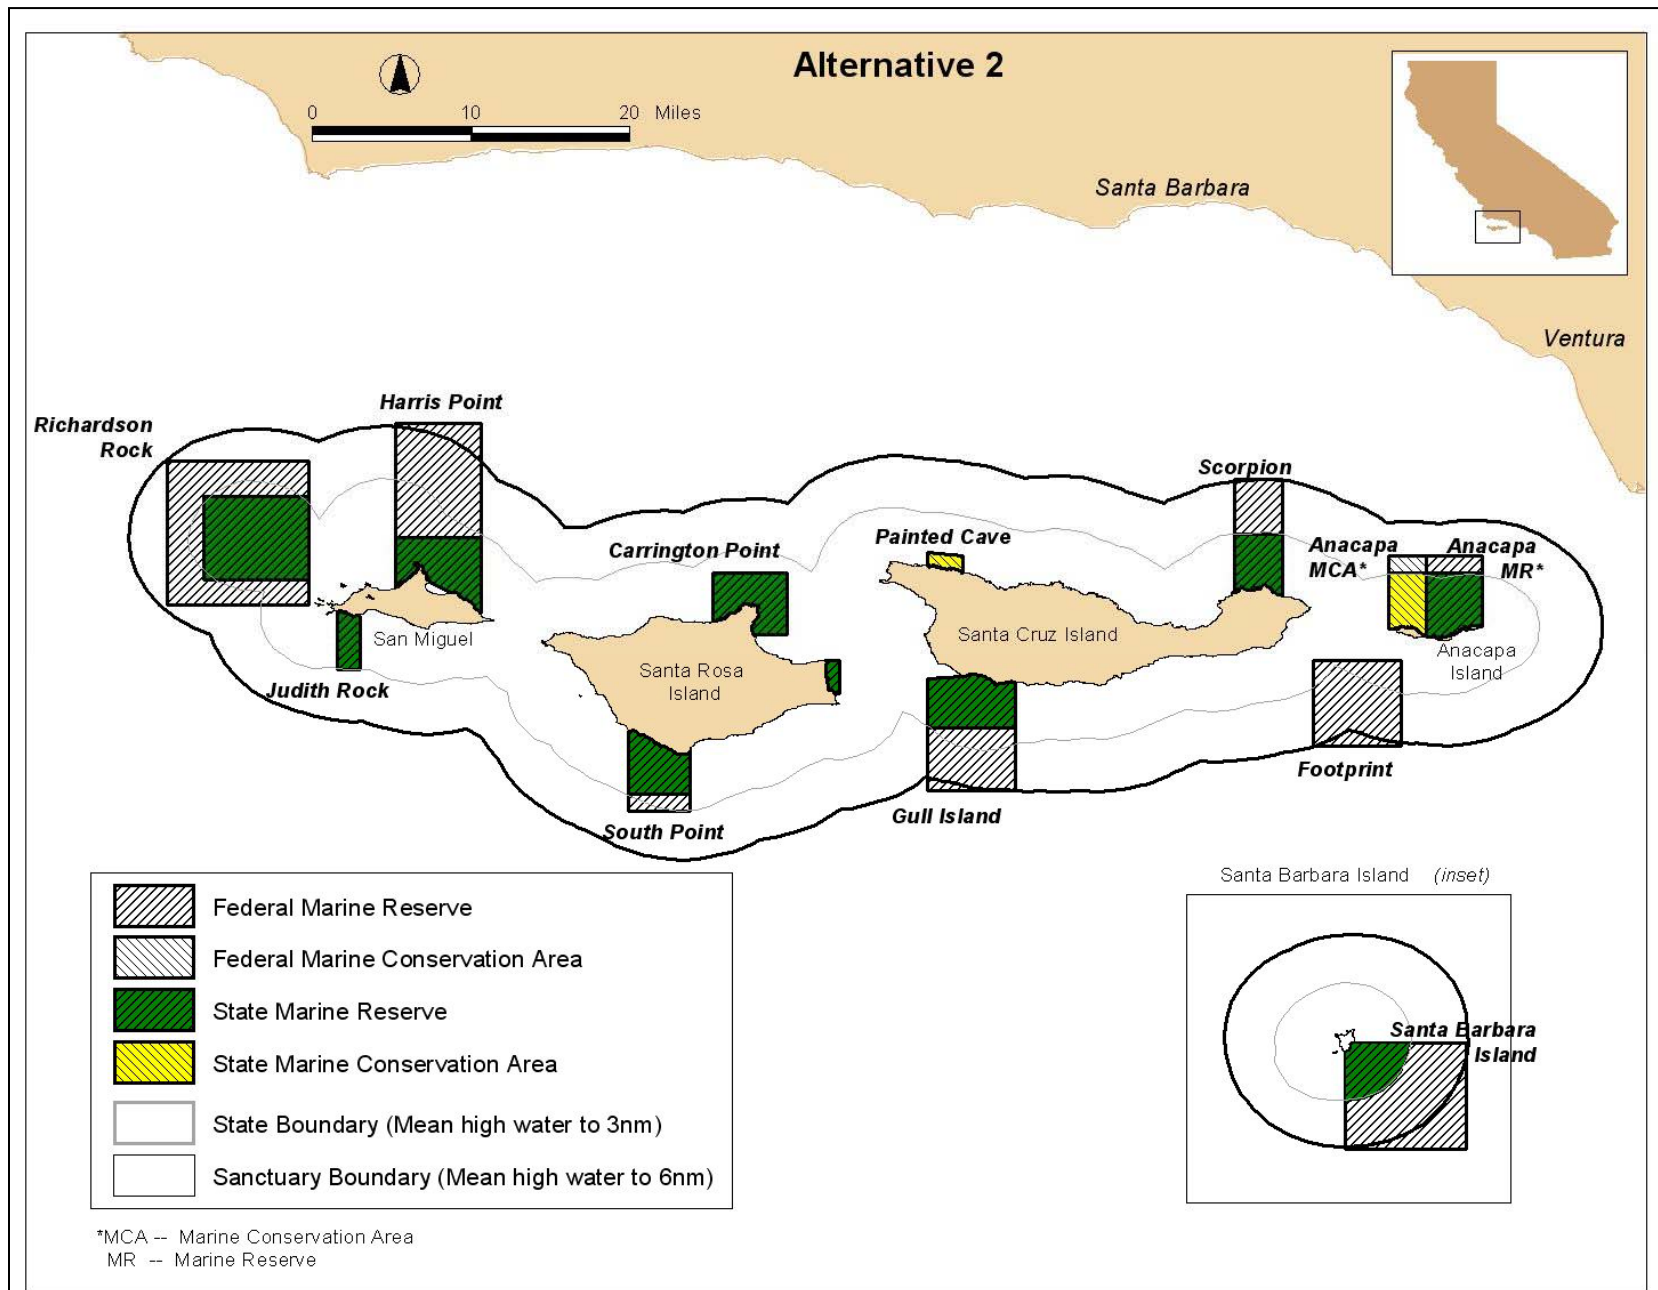 Alternative 2
0 10 20 Miles
Santa Barbara
Ventura
Richardson
Rock
Harris Point
Scorpion
Carrington Point
Painted Cave
Anacapa
MCA*
Anacapa
MR*
San Miguel
Santa Cruz Island
Santa Rosa
Island
Anacapa
Island
Judith Rock
Footprint
Gull Island
South Point
Federal Marine Reserve
Federal Marine Conservation Area
State Marine Reserve
State Marine Conservation Area
State Boundary (Mean high water to 3nm)
Sanctuary Boundary (Mean high water to 6nm)
*MCA -- Marine Conservation Area
MR -- Marine Reserve
Santa Barbara Island (inset)
Santa Barbara
Island